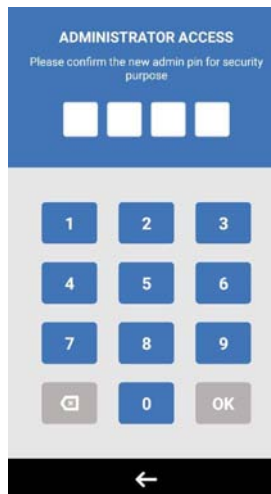 ADMINISTRATOR ACCESS
Please confirm the new admin pin for security
purpose
1 2 3
4 5 6
7 8 9
0 OK